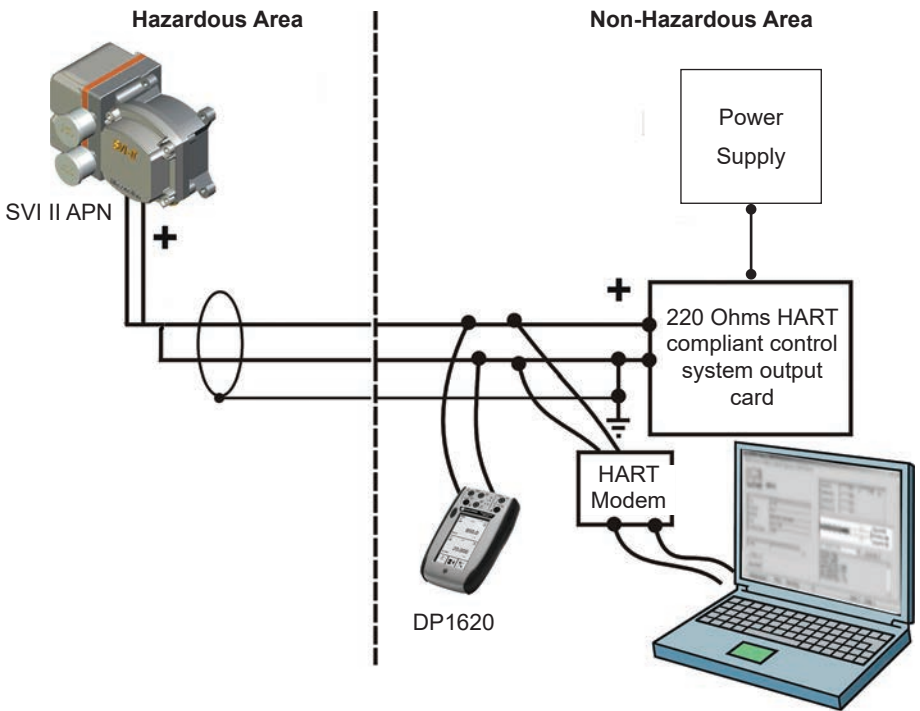 Hazardous Area
Non-Hazardous Area
Power
Supply
SVI II APN
+
+
220 Ohms HART
compliant control
system output
card
HART
Modem
DP1620